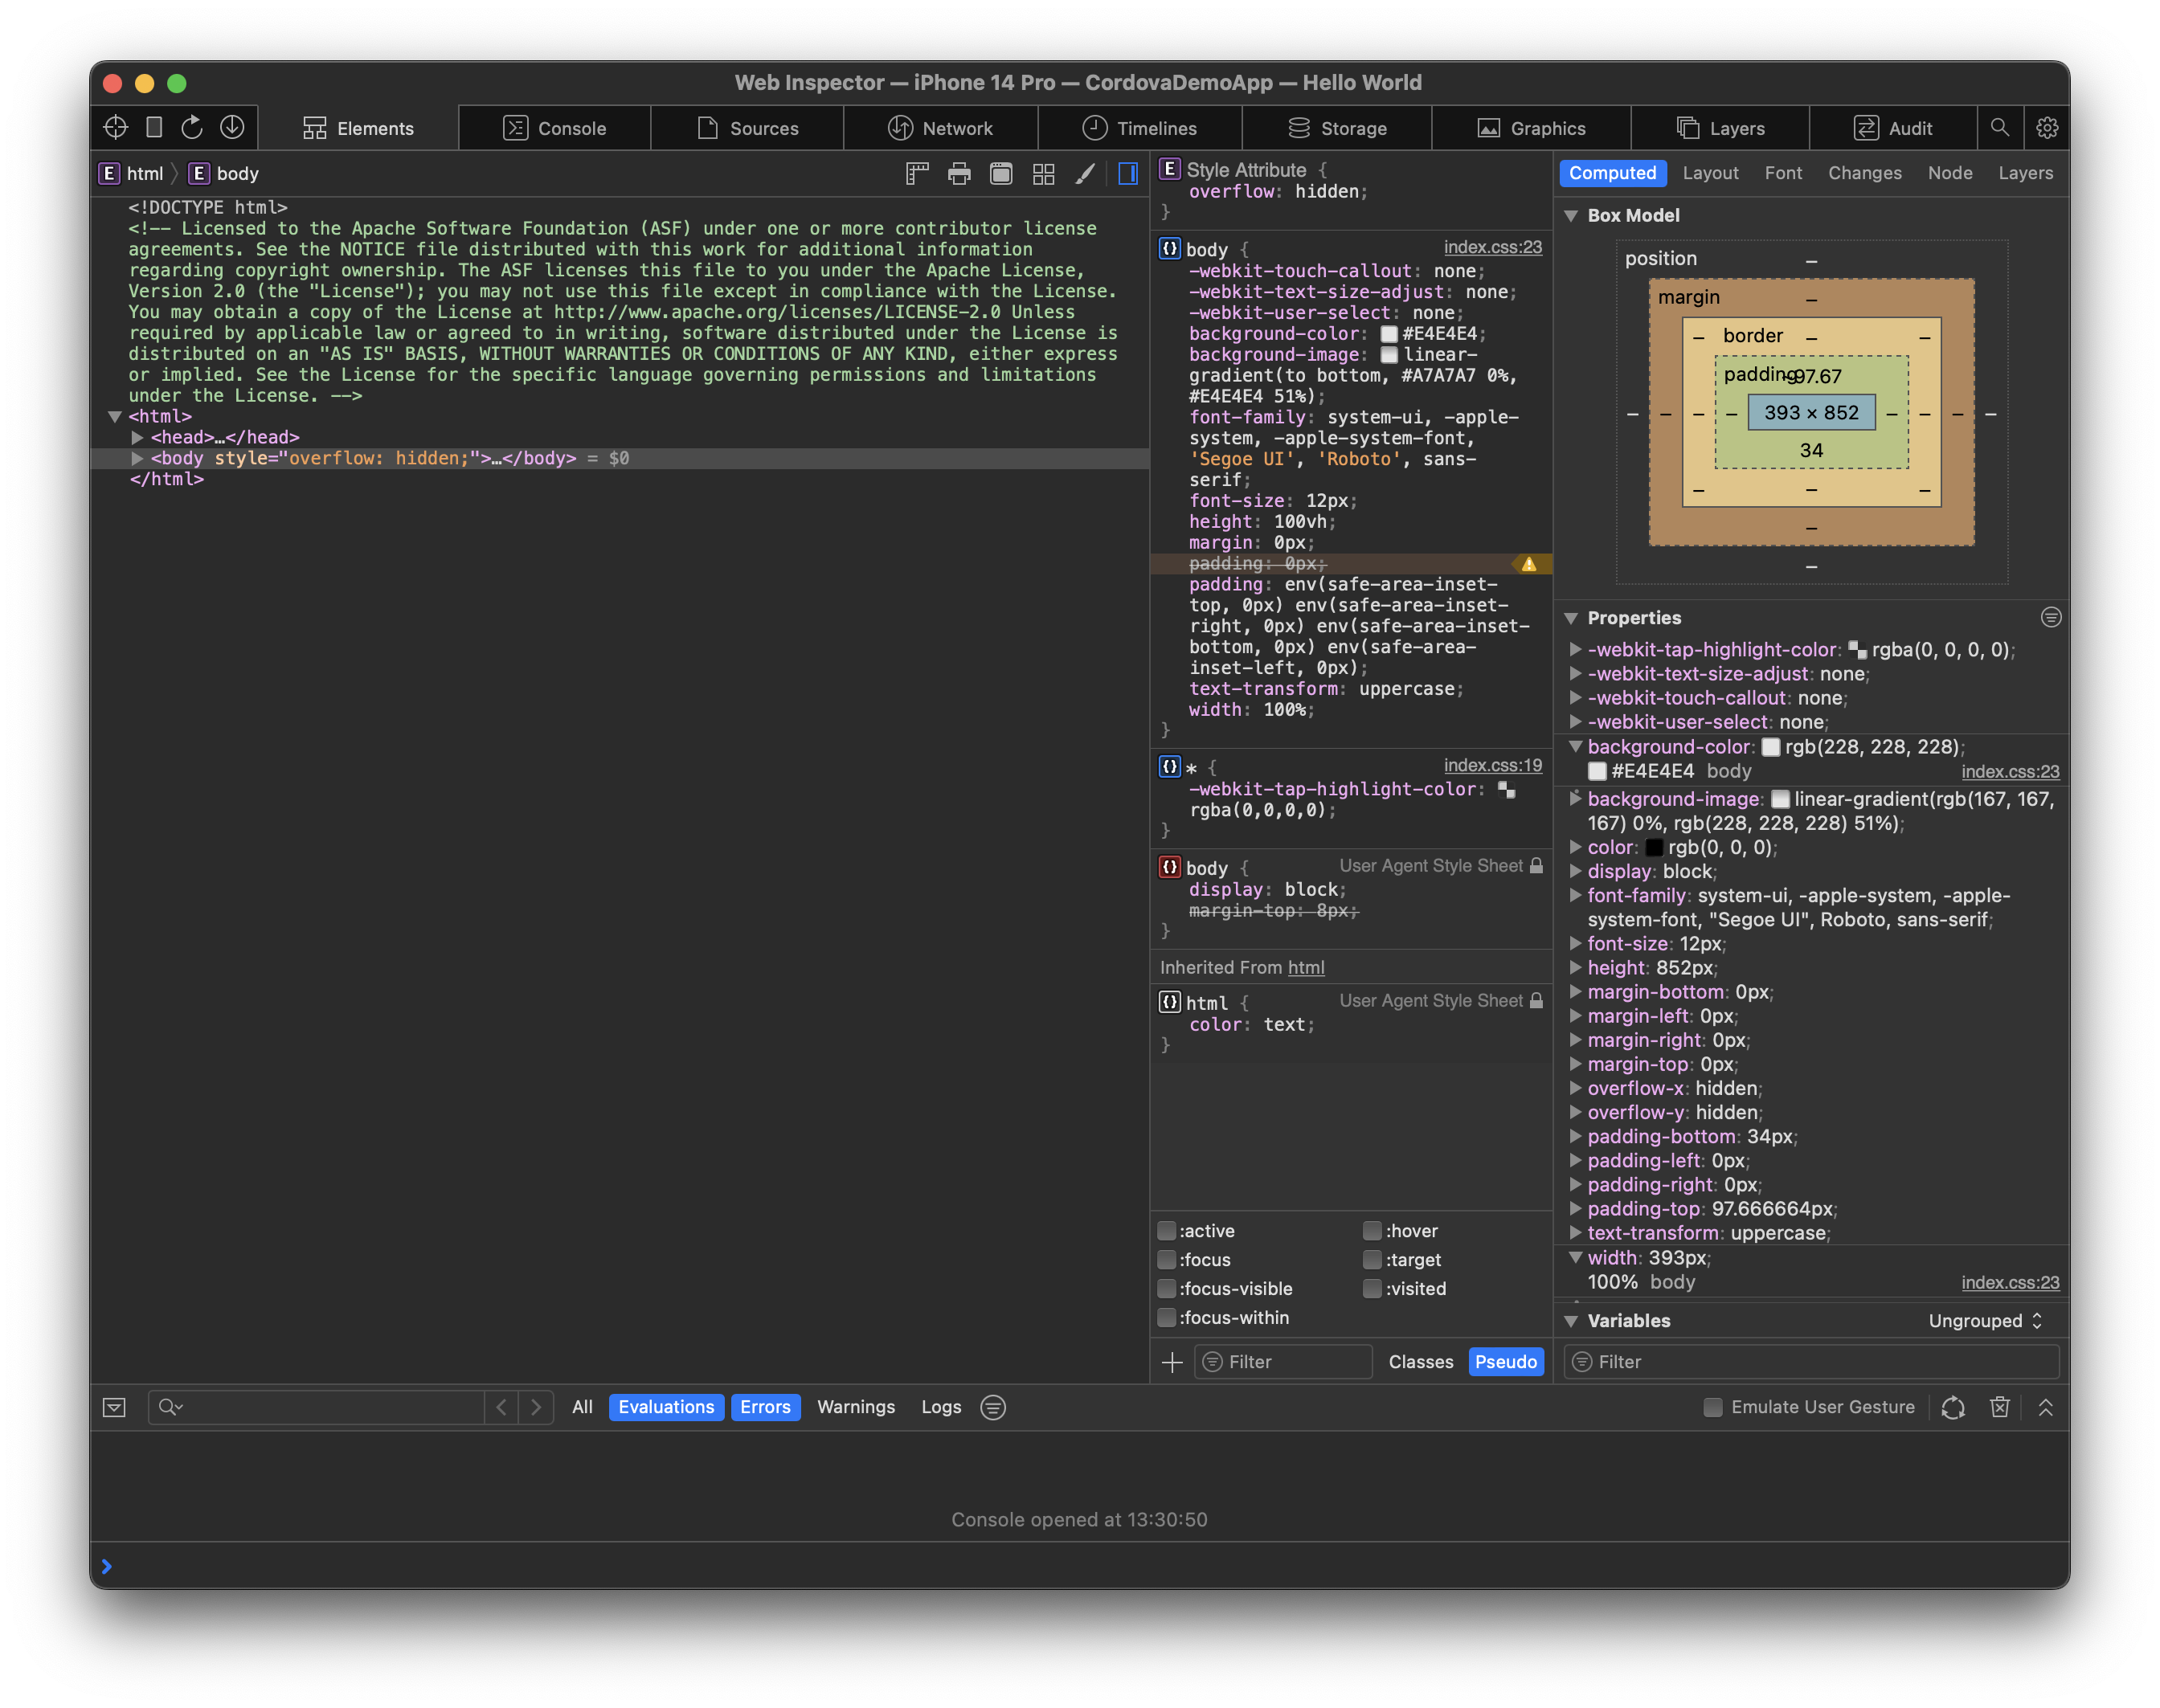 Web Inspector — iPhone 14 Pro — CordovaDemoApp — Hello World
Elements
Console
Sources
Network
Timelines
Storage
Graphics
Layers
Audit
E html
E body
<!DOCTYPE html>
<!-- Licensed to the Apache Software Foundation (ASF) under one or more contributor license
agreements. See the NOTICE file distributed with this work for additional information
regarding copyright ownership. The ASF licenses this file to you under the Apache License,
Version 2.0 (the "License"); you may not use this file except in compliance with the License.
You may obtain a copy of the License at http://www.apache.org/licenses/LICENSE-2.0 Unless
required by applicable law or agreed to in writing, software distributed under the License is
distributed on an "AS IS" BASIS, WITHOUT WARRANTIES OR CONDITIONS OF ANY KIND, either express
or implied. See the License for the specific language governing permissions and limitations
under the License. -->
<html>
<head>…</head>
<body style="overflow: hidden;">…</body> = $0
</html>
E Style Attribute {
overflow: hidden;
}
{} body {
index.css:23
-webkit-touch-callout: none;
-webkit-text-size-adjust: none;
-webkit-user-select: none;
background-color: #E4E4E4;
background-image: linear-
gradient(to bottom, #A7A7A7 0%,
#E4E4E4 51%);
font-family: system-ui, -apple-
system, -apple-system-font,
'Segoe UI', 'Roboto', sans-
serif;
font-size: 12px;
height: 100vh;
margin: 0px;
padding: 0px;
padding: env(safe-area-inset-
top, 0px) env(safe-area-inset-
right, 0px) env(safe-area-inset-
bottom, 0px) env(safe-area-
inset-left, 0px);
text-transform: uppercase;
width: 100%;
}
{} * {
index.css:19
-webkit-tap-highlight-color:
rgba(0,0,0,0);
}
{} body {
User Agent Style Sheet
display: block;
margin-top: 8px;
}
Inherited From html
{} html {
User Agent Style Sheet
color: text;
}
:active
:hover
:focus
:target
:focus-visible
:visited
:focus-within
Filter
Classes
Pseudo
Computed
Layout
Font
Changes
Node
Layers
Box Model
position
–
margin
–
– border – –
padding 97.67
– – – – 393 × 852 – – – –
34
– – –
–
–
Properties
-webkit-tap-highlight-color: rgba(0, 0, 0, 0);
-webkit-text-size-adjust: none;
-webkit-touch-callout: none;
-webkit-user-select: none;
background-color: rgb(228, 228, 228);
#E4E4E4 body
index.css:23
background-image: linear-gradient(rgb(167, 167,
167) 0%, rgb(228, 228, 228) 51%);
color: rgb(0, 0, 0);
display: block;
font-family: system-ui, -apple-system, -apple-
system-font, "Segoe UI", Roboto, sans-serif;
font-size: 12px;
height: 852px;
margin-bottom: 0px;
margin-left: 0px;
margin-right: 0px;
margin-top: 0px;
overflow-x: hidden;
overflow-y: hidden;
padding-bottom: 34px;
padding-left: 0px;
padding-right: 0px;
padding-top: 97.666664px;
text-transform: uppercase;
width: 393px;
100% body
index.css:23
Variables
Ungrouped
Filter
All
Evaluations
Errors
Warnings
Logs
Emulate User Gesture
Console opened at 13:30:50